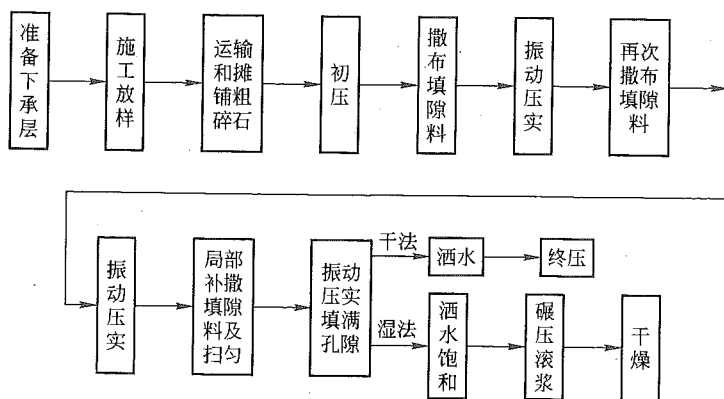 准备下承层
施工放样
运输和摊铺粗碎石
初压
撒布填隙料
振动压实
再次撒布填隙料
振动压实
局部补撒填隙料及扫匀
振动压实填满孔隙
干法
洒水
终压
湿法
洒水饱和
碾压滚浆
干燥